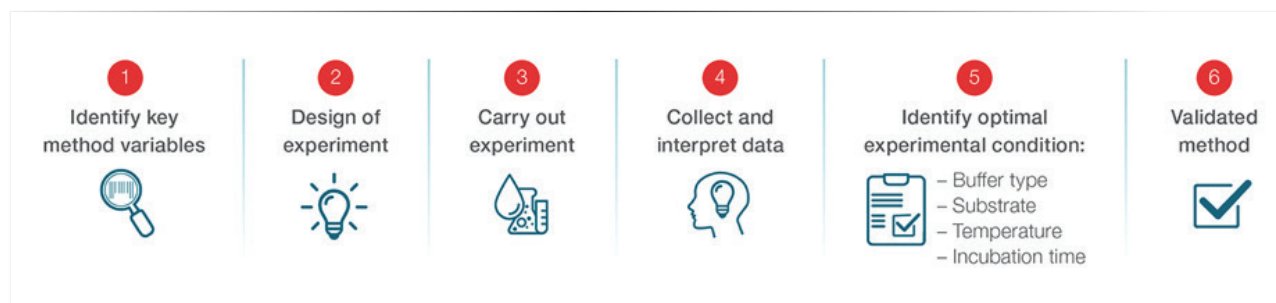 1
Identify key
method variables
2
Design of
experiment
3
Carry out
experiment
4
Collect and
interpret data
5
Identify optimal
experimental condition:
– Buffer type
– Substrate
– Temperature
– Incubation time
6
Validated
method